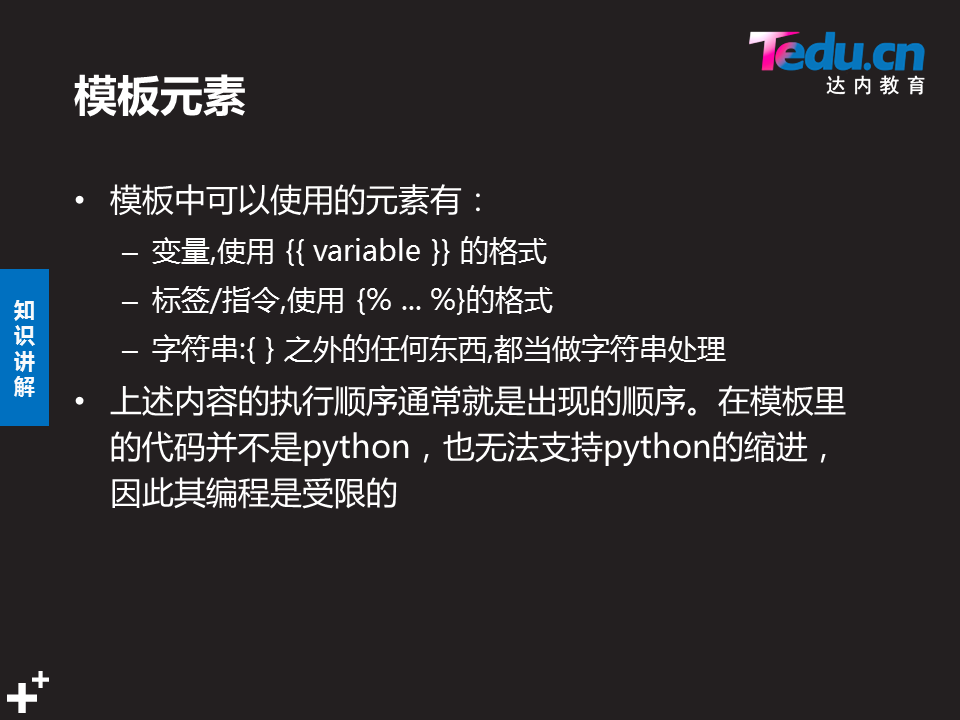 Tedu.cn
达内教育
模板元素
• 模板中可以使用的元素有：
– 变量,使用 {{ variable }} 的格式
– 标签/指令,使用 {% ... %}的格式
– 字符串:{ } 之外的任何东西,都当做字符串处理
• 上述内容的执行顺序通常就是出现的顺序。在模板里
的代码并不是python，也无法支持python的缩进，
因此其编程是受限的
知
识
讲
解